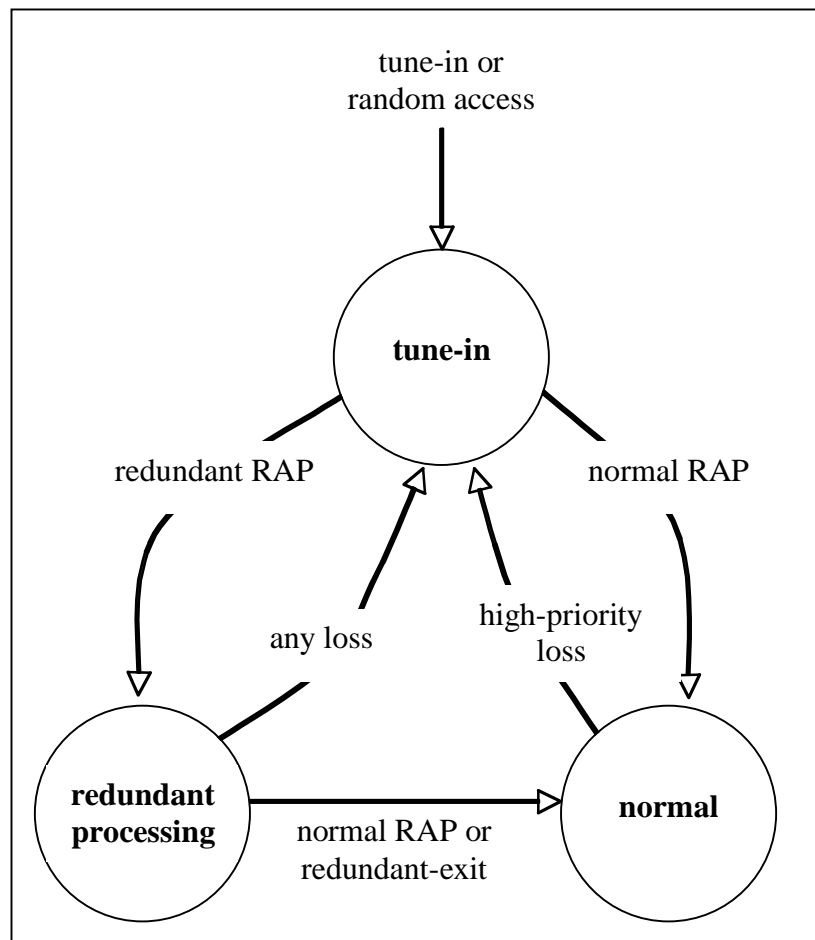 tune-in or
random access
tune-in
redundant RAP
normal RAP
any loss
high-priority
loss
redundant
processing
normal RAP or
redundant-exit
normal